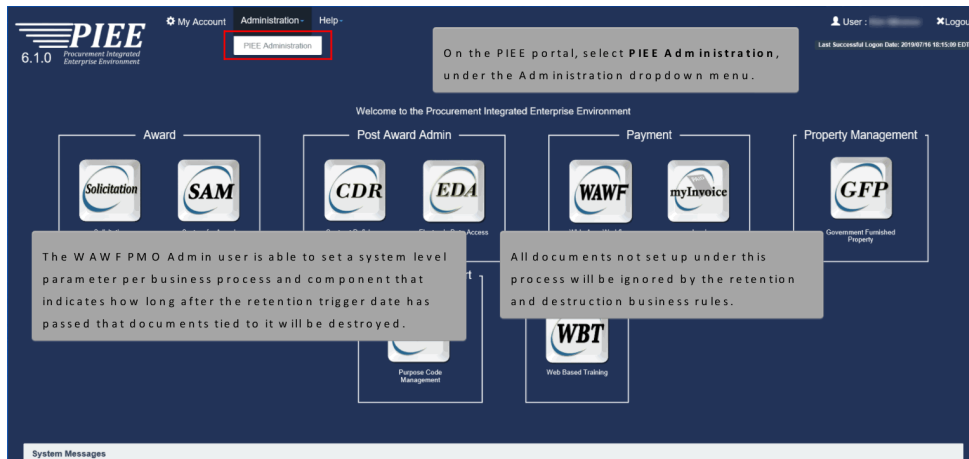 PIEE
6.1.0 Procurement Integrated
Enterprise Environment
My Account Administration Help
PIEE Administration
User :
Logou
Last Successful Logon Date: 2019/07/16 18:15:09 EDT
On the PIEE portal, select PIEE Administration,
under the Administration dropdown menu.
Welcome to the Procurement Integrated Enterprise Environment
Award
Post Award Admin
Payment
Property Management
Solicitation
SAM
CDR
EDA
WAWF
myInvoice
GFP
Government Furnished
Property
The WAWF PMO Admin user is able to set a system level
parameter per business process and component that
indicates how long after the retention trigger date has
passed that documents tied to it will be destroyed.
All documents not set up under this
process will be ignored by the retention
and destruction business rules.
Purpose Code
Management
WBT
Web Based Training
System Messages